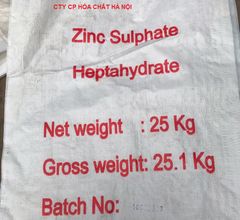 CTY CP HÓA CHẤT HÀ NỘI
Zinc Sulphate
Heptahydrate
Net weight : 25 Kg
Gross weight: 25.1 Kg
Batch No: